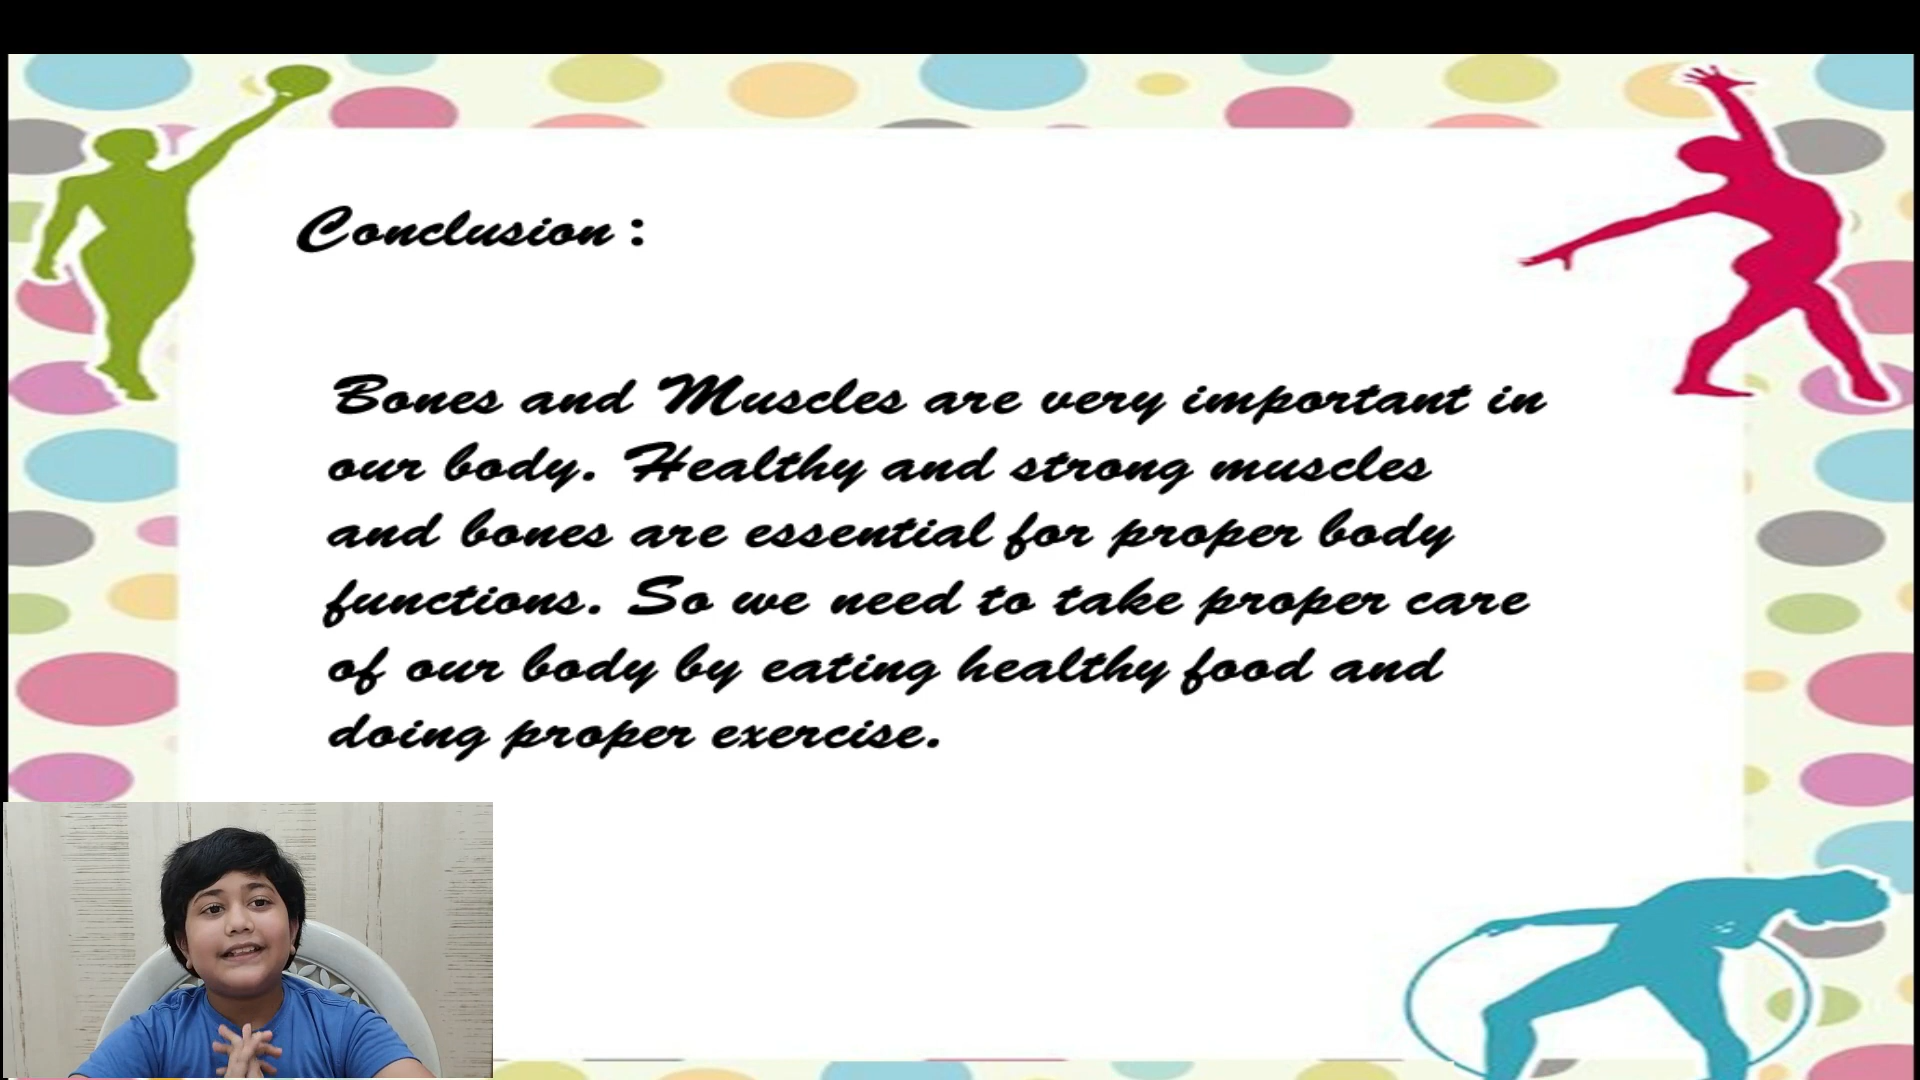 Conclusion :
Bones and Muscles are very important in
our body. Healthy and strong muscles
and bones are essential for proper body
functions. So we need to take proper care
of our body by eating healthy food and
doing proper exercise.